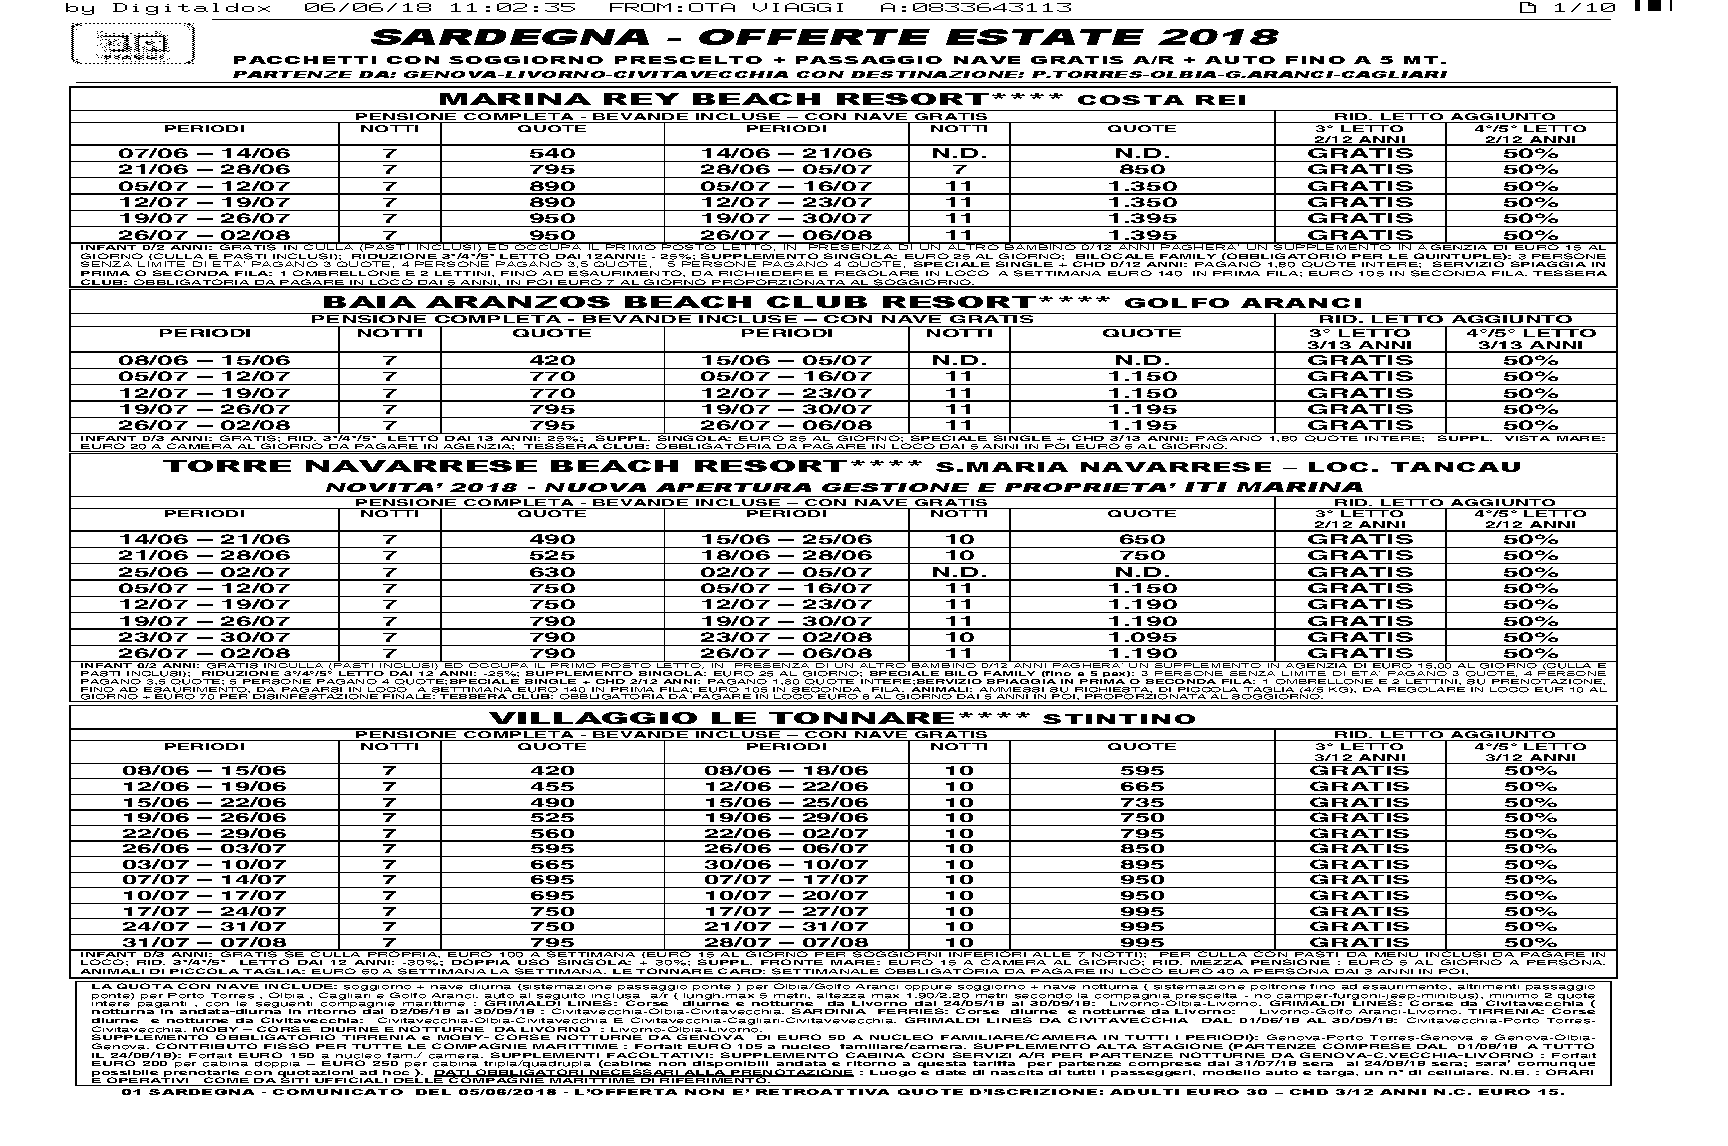 by Digitaldox 06/06/18 11:02:35 FROM:OTA VIAGGI A:0833643113 1/10
SARDEGNA - OFFERTE ESTATE 2018
PACCHETTI CON SOGGIORNO PRESCELTO + PASSAGGIO NAVE GRATIS A/R + AUTO FINO A 5 MT.
PARTENZE DA: GENOVA-LIVORNO-CIVITAVECCHIA CON DESTINAZIONE: P.TORRES-OLBIA-G.ARANCI-CAGLIARI
MARINA REY BEACH RESORT**** COSTA REI
PENSIONE COMPLETA - BEVANDE INCLUSE – CON NAVE GRATIS RID. LETTO AGGIUNTO
PERIODI NOTTI QUOTE PERIODI NOTTI QUOTE 3° LETTO 4°/5° LETTO
2/12 ANNI 2/12 ANNI
07/06 – 14/06 7 540 14/06 – 21/06 N.D. N.D. GRATIS 50%
21/06 – 28/06 7 795 28/06 – 05/07 7 850 GRATIS 50%
05/07 – 12/07 7 890 05/07 – 16/07 11 1.350 GRATIS 50%
12/07 – 19/07 7 890 12/07 – 23/07 11 1.350 GRATIS 50%
19/07 – 26/07 7 950 19/07 – 30/07 11 1.395 GRATIS 50%
26/07 – 02/08 7 950 26/07 – 06/08 11 1.395 GRATIS 50%
INFANT 0/2 ANNI: GRATIS IN CULLA (PASTI INCLUSI) ED OCCUPA IL PRIMO POSTO LETTO, IN PRESENZA DI UN ALTRO BAMBINO 0/12 ANNI PAGHERA' UN SUPPLEMENTO IN AGENZIA DI EURO 15 AL
GIORNO (CULLA E PASTI INCLUSI); RIDUZIONE 3°/4°/5° LETTO DAI 12ANNI: - 25%; SUPPLEMENTO SINGOLA: EURO 25 AL GIORNO; BILOCALE FAMILY (OBBLIGATORIO PER LE QUINTUPLE): 3 PERSONE
SENZA LIMITE DI ETA' PAGANO 3 QUOTE, 4 PERSONE PAGANO 3,5 QUOTE, 5 PERSONE PAGANO 4 QUOTE, SPECIALE SINGLE + CHD 2/12 ANNI: PAGANO 1,80 QUOTE INTERE; SERVIZIO SPIAGGIA IN
PRIMA O SECONDA FILA: 1 OMBRELLONE E 2 LETTINI, FINO AD ESAURIMENTO, DA RICHIEDERE E REGOLARE IN LOCO A SETTIMANA EURO 140 IN PRIMA FILA; EURO 105 IN SECONDA FILA. TESSERA
CLUB: OBBLIGATORIA DA PAGARE IN LOCO DAI 5 ANNI, IN POI EURO 7 AL GIORNO PROPORZIONATA AL SOGGIORNO.
BAIA ARANZOS BEACH CLUB RESORT**** GOLFO ARANCI
PENSIONE COMPLETA - BEVANDE INCLUSE – CON NAVE GRATIS RID. LETTO AGGIUNTO
PERIODI NOTTI QUOTE PERIODI NOTTI QUOTE 3° LETTO 4°/5° LETTO
3/13 ANNI 3/13 ANNI
08/06 – 15/06 7 420 15/06 – 05/07 N.D. N.D. GRATIS 50%
05/07 – 12/07 7 770 05/07 – 16/07 11 1.150 GRATIS 50%
12/07 – 19/07 7 770 12/07 – 23/07 11 1.150 GRATIS 50%
19/07 – 26/07 7 795 19/07 – 30/07 11 1.195 GRATIS 50%
26/07 – 02/08 7 795 26/07 – 06/08 11 1.195 GRATIS 50%
INFANT 0/3 ANNI: GRATIS; RID. 3°/4°/5° LETTO DAI 13 ANNI: 25%; SUPPL. SINGOLA: EURO 25 AL GIORNO; SPECIALE SINGLE + CHD 3/13 ANNI: PAGANO 1,80 QUOTE INTERE; SUPPL. VISTA MARE:
EURO 20 A CAMERA AL GIORNO DA PAGARE IN AGENZIA; TESSERA CLUB: OBBLIGATORIA DA PAGARE IN LOCO DAI 5 ANNI IN POI EURO 6 AL GIORNO.
TORRE NAVARRESE BEACH RESORT**** S.MARIA NAVARRESE – LOC. TANCAU
NOVITA' 2018 - NUOVA APERTURA GESTIONE E PROPRIETA' ITI MARINA
PENSIONE COMPLETA - BEVANDE INCLUSE – CON NAVE GRATIS RID. LETTO AGGIUNTO
PERIODI NOTTI QUOTE PERIODI NOTTI QUOTE 3° LETTO 4°/5° LETTO
2/12 ANNI 2/12 ANNI
14/06 – 21/06 7 490 15/06 – 25/06 10 650 GRATIS 50%
21/06 – 28/06 7 525 18/06 – 28/06 10 750 GRATIS 50%
25/06 – 02/07 7 630 02/07 – 05/07 N.D. N.D. GRATIS 50%
05/07 – 12/07 7 750 05/07 – 16/07 11 1.150 GRATIS 50%
12/07 – 19/07 7 750 12/07 – 23/07 11 1.190 GRATIS 50%
19/07 – 26/07 7 790 19/07 – 30/07 11 1.190 GRATIS 50%
23/07 – 30/07 7 790 23/07 – 02/08 10 1.095 GRATIS 50%
26/07 – 02/08 7 790 26/07 – 06/08 11 1.190 GRATIS 50%
INFANT 0/2 ANNI: GRATIS INCULLA (PASTI INCLUSI) ED OCCUPA IL PRIMO POSTO LETTO, IN PRESENZA DI UN ALTRO BAMBINO 0/12 ANNI PAGHERA' UN SUPPLEMENTO IN AGENZIA DI EURO 15,00 AL GIORNO (CULLA E
PASTI INCLUSI); RIDUZIONE 3°/4°/5° LETTO DAI 12 ANNI: -25%; SUPPLEMENTO SINGOLA: EURO 25 AL GIORNO; SPECIALE BILO FAMILY (fino a 5 pax): 3 PERSONE SENZA LIMITE DI ETA' PAGANO 3 QUOTE, 4 PERSONE
PAGANO 3,5 QUOTE; 5 PERSONE PAGANO 4 QUOTE;SPECIALE SINGLE + CHD 2/12 ANNI: PAGANO 1,80 QUOTE INTERE;SERVIZIO SPIAGGIA IN PRIMA O SECONDA FILA: 1 OMBRELLONE E 2 LETTINI, SU PRENOTAZIONE,
FINO AD ESAURIMENTO, DA PAGARSI IN LOCO A SETTIMANA EURO 140 IN PRIMA FILA; EURO 105 IN SECONDA FILA. ANIMALI: AMMESSI SU RICHIESTA, DI PICCOLA TAGLIA (4/5 KG), DA REGOLARE IN LOCO EUR 10 AL
GIORNO + EURO 70 PER DISINFESTAZIONE FINALE; TESSERA CLUB: OBBLIGATORIA DA PAGARE IN LOCO EURO 6 AL GIORNO DAI 5 ANNI IN POI, PROPORZIONATA AL SOGGIORNO.
VILLAGGIO LE TONNARE**** STINTINO
PENSIONE COMPLETA - BEVANDE INCLUSE – CON NAVE GRATIS RID. LETTO AGGIUNTO
PERIODI NOTTI QUOTE PERIODI NOTTI QUOTE 3° LETTO 4°/5° LETTO
3/12 ANNI 3/12 ANNI
08/06 – 15/06 7 420 08/06 – 18/06 10 595 GRATIS 50%
12/06 – 19/06 7 455 12/06 – 22/06 10 665 GRATIS 50%
15/06 – 22/06 7 490 15/06 – 25/06 10 735 GRATIS 50%
19/06 – 26/06 7 525 19/06 – 29/06 10 750 GRATIS 50%
22/06 – 29/06 7 560 22/06 – 02/07 10 795 GRATIS 50%
26/06 – 03/07 7 595 26/06 – 06/07 10 850 GRATIS 50%
03/07 – 10/07 7 665 30/06 – 10/07 10 895 GRATIS 50%
07/07 – 14/07 7 695 07/07 – 17/07 10 950 GRATIS 50%
10/07 – 17/07 7 695 10/07 – 20/07 10 950 GRATIS 50%
17/07 – 24/07 7 750 17/07 – 27/07 10 995 GRATIS 50%
24/07 – 31/07 7 750 21/07 – 31/07 10 995 GRATIS 50%
31/07 – 07/08 7 795 28/07 – 07/08 10 995 GRATIS 50%
INFANT 0/3 ANNI: GRATIS SE CULLA PROPRIA, EURO 100 A SETTIMANA (EURO 15 AL GIORNO PER SOGGIORNI INFERIORI ALLE 7 NOTTI): PER CULLA CON PASTI DA MENU INCLUSI DA PAGARE IN
LOCO; RID. 3°/4°/5° LETTO DAI 12 ANNI: -30%; DOPPIA USO SINGOLA: + 30%; SUPPL. FRONTE MARE: EURO 15 A CAMERA AL GIORNO; RID. MEZZA PENSIONE : EURO 5 AL GIORNO A PERSONA.
ANIMALI DI PICCOLA TAGLIA: EURO 60 A SETTIMANA LA SETTIMANA. LE TONNARE CARD: SETTIMANALE OBBLIGATORIA DA PAGARE IN LOCO EURO 40 A PERSONA DAI 3 ANNI IN POI.
LA QUOTA CON NAVE INCLUDE: soggiorno + nave diurna (sistemazione passaggio ponte ) per Olbia/Golfo Aranci oppure soggiorno + nave notturna ( sistemazione poltrone fino ad esaurimento, altrimenti passaggio
ponte) per Porto Torres , Olbia , Cagliari e Golfo Aranci. auto al seguito inclusa a/r ( lungh.max 5 metri, altezza max 1.90/2.20 metri secondo la compagnia prescelta - no camper-furgoni-jeep-minibus), minimo 2 quote
intere paganti , con le seguenti compagnie marittime : GRIMALDI LINES: Corse diurne e notturne da Livorno dal 24/05/18 al 30/09/18: Livorno-Olbia-Livorno. GRIMALDI/TIRRENIA: Corse da Civitavecchia (
notturna in andata-diurna in ritorno dal 02/06/18 al 30/09/18 : Civitavecchia-Olbia-Civitavecchia. SARDINIA FERRIES: Corse diurne e notturne da Livorno: Livorno-Golfo Aranci-Livorno. TIRRENIA: Corse
diurne e notturne da Civitavecchia: Civitavecchia-Olbia-Civitavecchia E Civitavecchia-Cagliari-Civitavecchia. GRIMALDI LINES DA CIVITAVECCHIA DAL 01/06/18 AL 30/09/18: Civitavecchia-Porto Torres-
Civitavecchia. MOBY – CORSE DIURNE E NOTTURNE DA LIVORNO : Livorno-Olbia-Livorno.
SUPPLEMENTO OBBLIGATORIO TIRRENIA e MOBY- CORSE NOTTURNE DA GENOVA DI EURO 50 A NUCLEO FAMILIARE/CAMERA IN TUTTI I PERIODI): Genova-Porto Torres-Genova e Genova-Olbia-
Genova. CONTRIBUTO FISSO PER TUTTE LE COMPAGNIE MARITTIME : Forfait EURO 105 a nucleo familiare/camera. SUPPLEMENTO ALTA STAGIONE (PARTENZE COMPRESE DAL 01/08/18 A TUTTO
IL 24/08/18): Forfait EURO 150 a nucleo fam./ camera. SUPPLEMENTI FACOLTATIVI: SUPPLEMENTO CABINA CON SERVIZI A/R PER PARTENZE NOTTURNE DA GENOVA-C.VECCHIA-LIVORNO : Forfait
EURO 200 per cabina doppia – EURO 250 per cabina tripla/quadrupla (cabine non disponibili andata e ritorno a questa tariffa per partenze comprese dal 31/07/18 sera al 24/08/18 sera; sara' comunque
possibile prenotarle con quotazioni ad hoc ). DATI OBBLIGATORI NECESSARI ALLA PRENOTAZIONE : Luogo e date di nascita di tutti i passeggeri, modello auto e targa, un n° di cellulare. N.B. : ORARI
E OPERATIVI COME DA SITI UFFICIALI DELLE COMPAGNIE MARITTIME DI RIFERIMENTO.
01 SARDEGNA - COMUNICATO DEL 05/06/2018 - L'OFFERTA NON E' RETROATTIVA QUOTE D'ISCRIZIONE: ADULTI EURO 30 – CHD 3/12 ANNI N.C. EURO 15.